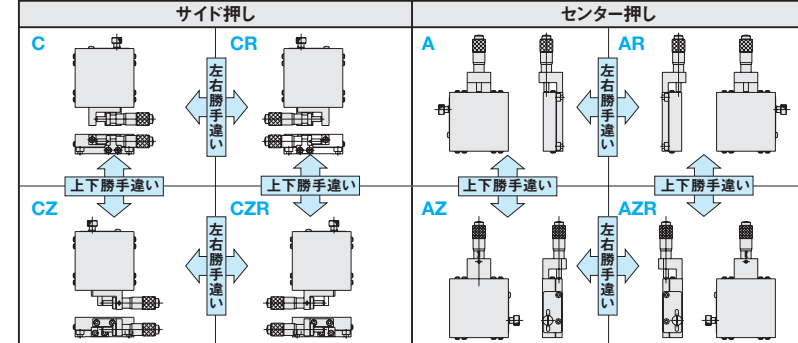 サイド押し
センター押し
C
CR
A
AR
左右勝手違い
左右勝手違い
上下勝手違い
上下勝手違い
上下勝手違い
上下勝手違い
CZ
CZR
AZ
AZR
左右勝手違い
左右勝手違い